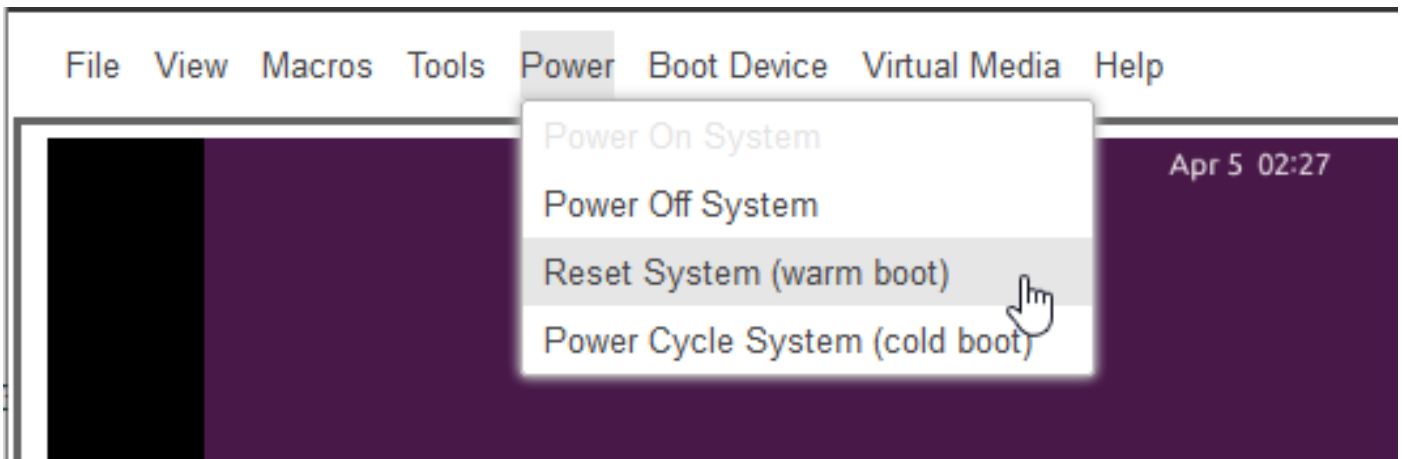 File View Macros Tools Power Boot Device Virtual Media Help
Power On System
Apr 5 02:27
Power Off System
Reset System (warm boot)
Power Cycle System (cold boot)